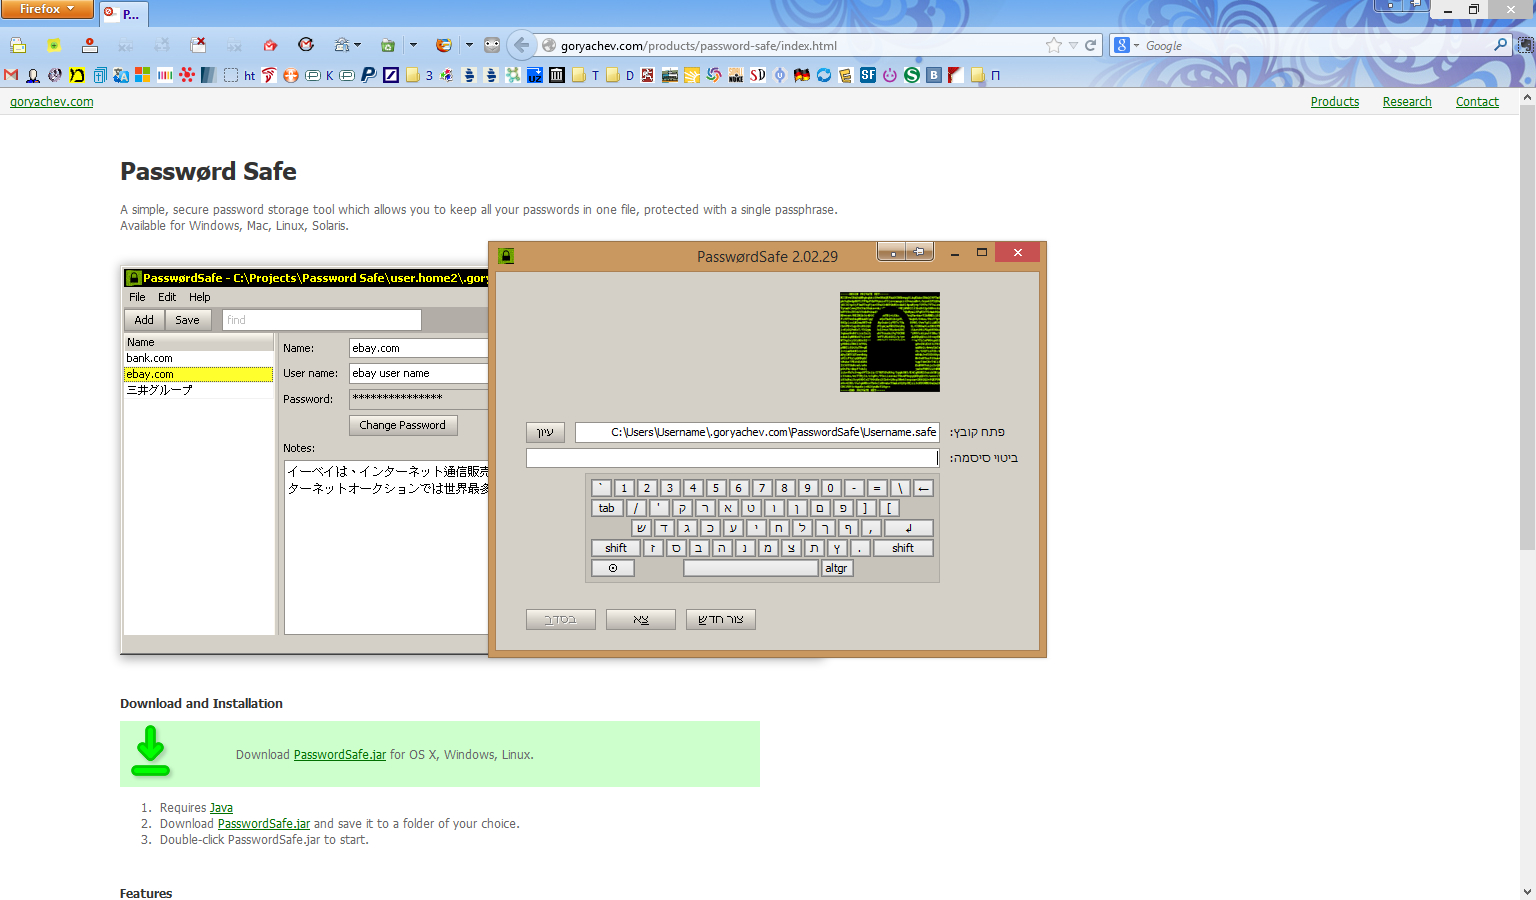 Firefox
P...
goryachev.com/products/password-safe/index.html
Google
ht
K
3
T
D
SF
B
П
goryachev.com
Products
Research
Contact
Passwørd Safe
A simple, secure password storage tool which allows you to keep all your passwords in one file, protected with a single passphrase.
Available for Windows, Mac, Linux, Solaris.
PasswørdSafe - C:\Projects\Password Safe\user.home2\.gory
File Edit Help
Add Save find
Name
bank.com
ebay.com
三井グループ
Name: ebay.com
User name: ebay user name
Password: ***************
Change Password
Notes:
イーベイは、インターネット通信販売
ターネットオークションでは世界最多
PasswørdSafe 2.02.29
פתח קובץ: C:\Users\Username\.goryachev.com\PasswordSafe\Username.safe עיון
ביטוי סיסמה:
` 1 2 3 4 5 6 7 8 9 0 - = \ ←
tab / ' ק ר א ט ו ן ם פ ] [
ש ד ג כ ע י ח ל ך ף , ↲
shift ז ס ב ה נ מ צ ת ץ . shift
⊙ altgr
בסדר צא צור חדש
Download and Installation
Download PasswordSafe.jar for OS X, Windows, Linux.
1. Requires Java
2. Download PasswordSafe.jar and save it to a folder of your choice.
3. Double-click PasswordSafe.jar to start.
Features